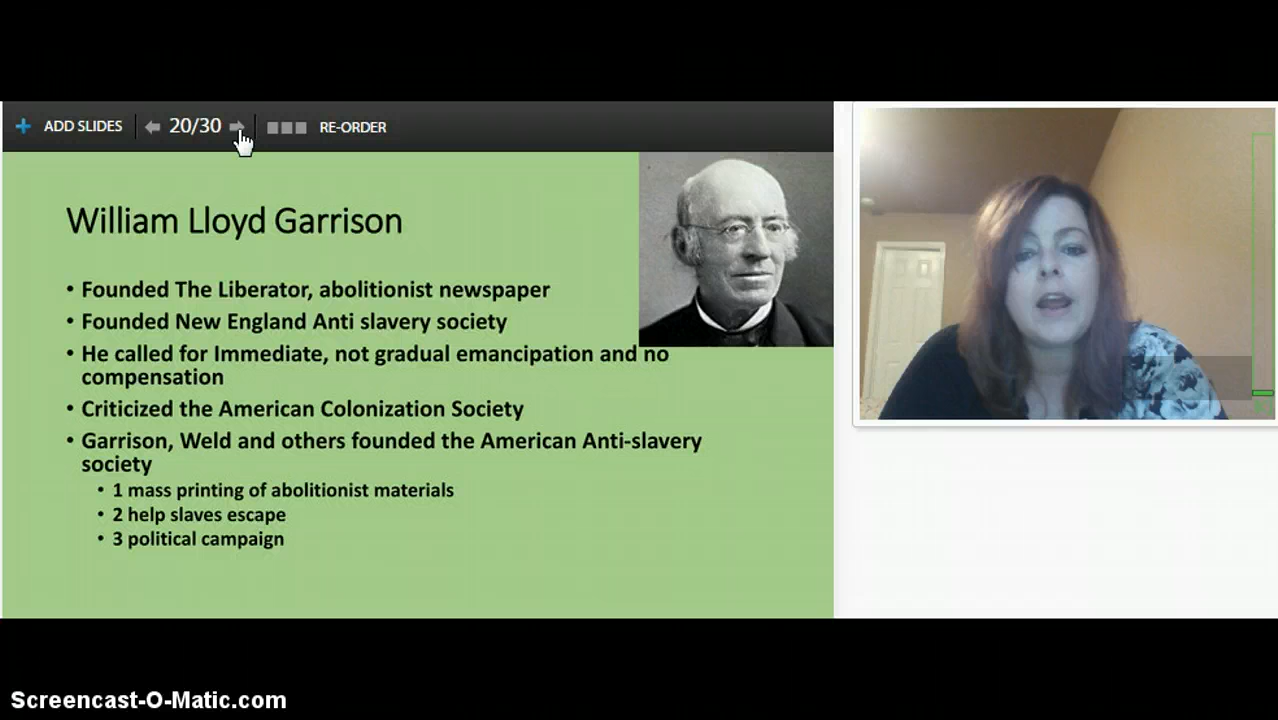 ADD SLIDES
20/30
RE-ORDER
William Lloyd Garrison
• Founded The Liberator, abolitionist newspaper
• Founded New England Anti slavery society
• He called for Immediate, not gradual emancipation and no
compensation
• Criticized the American Colonization Society
• Garrison, Weld and others founded the American Anti-slavery
society
• 1 mass printing of abolitionist materials
• 2 help slaves escape
• 3 political campaign
Screencast-O-Matic.com